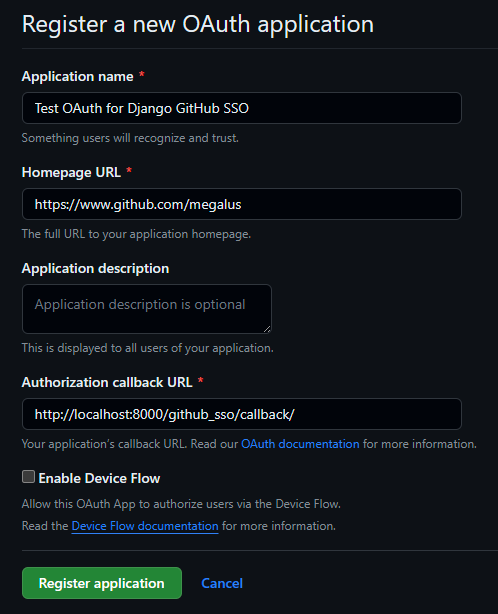 Register a new OAuth application
Application name *
Test OAuth for Django GitHub SSO
Something users will recognize and trust.
Homepage URL *
https://www.github.com/megalus
The full URL to your application homepage.
Application description
Application description is optional
This is displayed to all users of your application.
Authorization callback URL *
http://localhost:8000/github_sso/callback/
Your application's callback URL. Read our OAuth documentation for more information.
Enable Device Flow
Allow this OAuth App to authorize users via the Device Flow.
Read the Device Flow documentation for more information.
Register application Cancel